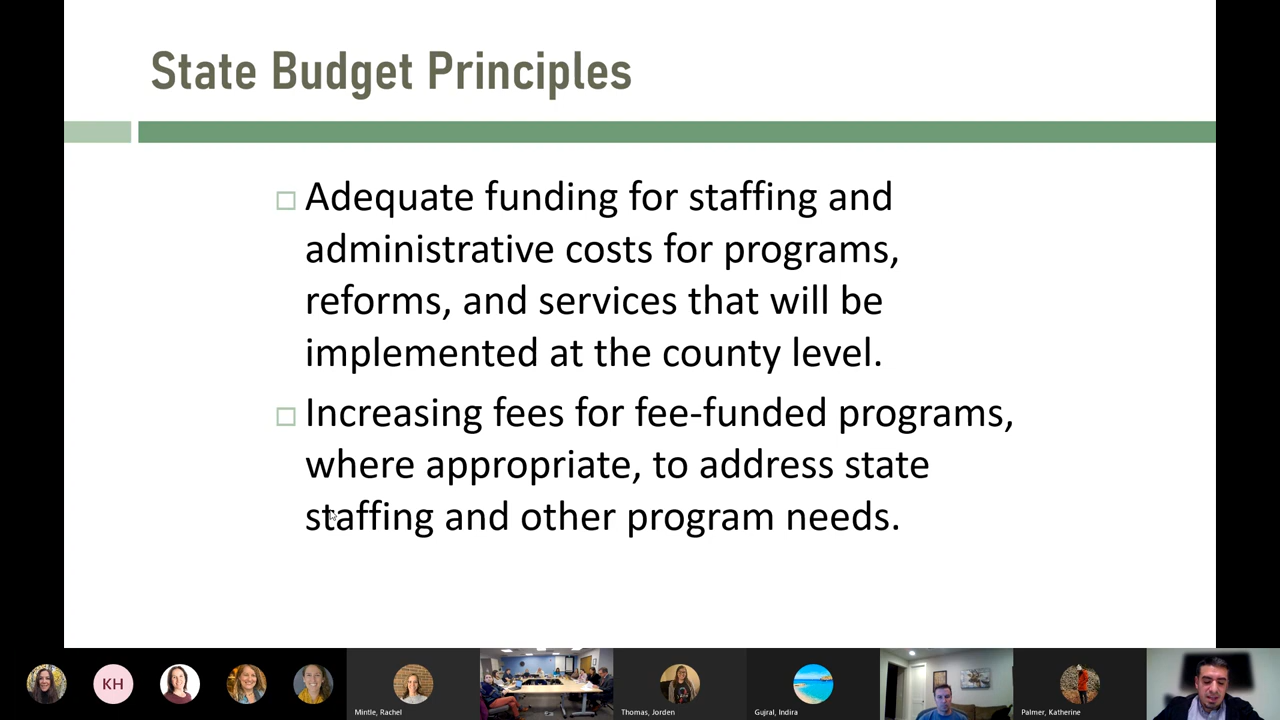 State Budget Principles
Adequate funding for staffing and
administrative costs for programs,
reforms, and services that will be
implemented at the county level.
Increasing fees for fee-funded programs,
where appropriate, to address state
staffing and other program needs.
KH
Mintle, Rachel
Thomas, Jorden
Gujral, Indira
Palmer, Katherine